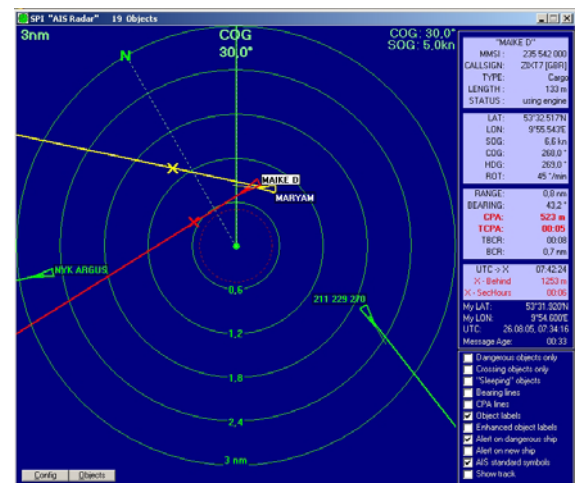 SPI "AIS Radar" 19 Objects
3nm
COG
30,0°
COG: 30,0°
SOG: 5,0kn
N
MAIKE D
MARYAM
NYK ARGUS
211 229 270
0,6
1,2
1,8
2,4
3 nm
Config Objects
"MAIKE D"
MMSI : 235 542 000
CALLSIGN: ZIXT7 [GBR]
TYPE: Cargo
LENGTH : 133 m
STATUS : using engine
LAT: 53°32.517'N
LON: 9°55.543'E
SOG: 6,6 kn
COG: 268,0 °
HDG: 269,0 °
ROT: 45 °/min
RANGE: 0,8 nm
BEARING: 43,2 °
CPA: 523 m
TCPA: 00:05
TBCR: 00:08
BCR: 0,7 nm
UTC -> X 07:42:24
X - Behind 1253 m
X - SecHours 00:06
My LAT: 53°31.920'N
My LON: 9°54.600'E
UTC: 26.08.05, 07:34:16
Message Age: 00:33
Dangerous objects only
Crossing objects only
"Sleeping" objects
Bearing lines
CPA lines
Object labels
Enhanced object labels
Alert on dangerous ship
Alert on new ship
AIS standard symbols
Show track